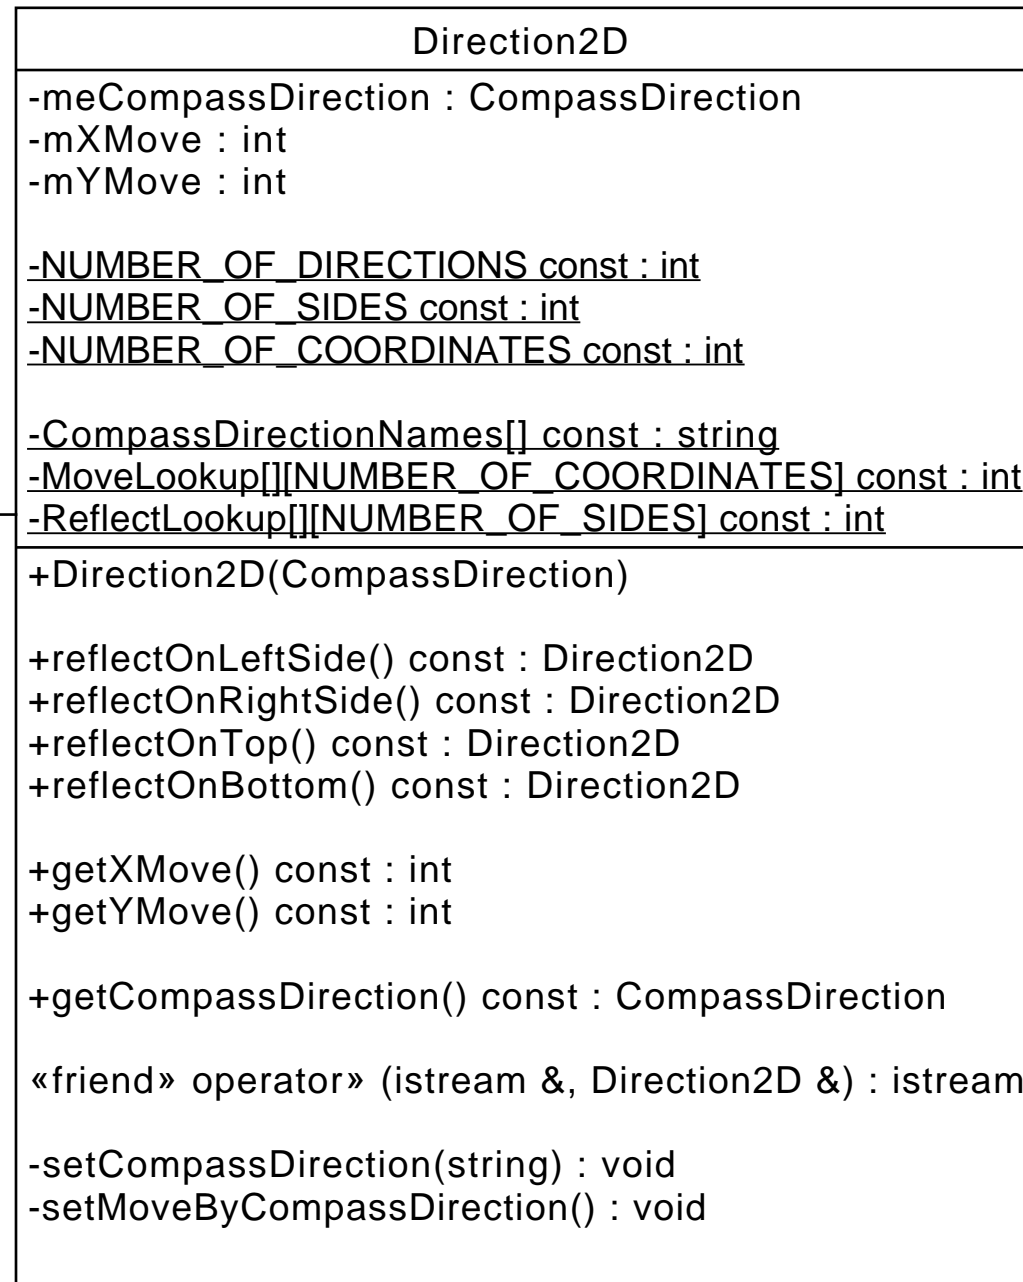 Direction2D
-meCompassDirection : CompassDirection
-mXMove : int
-mYMove : int
-NUMBER_OF_DIRECTIONS const : int
-NUMBER_OF_SIDES const : int
-NUMBER_OF_COORDINATES const : int
-CompassDirectionNames[] const : string
-MoveLookup[][NUMBER_OF_COORDINATES] const : int
-ReflectLookup[][NUMBER_OF_SIDES] const : int
+Direction2D(CompassDirection)
+reflectOnLeftSide() const : Direction2D
+reflectOnRightSide() const : Direction2D
+reflectOnTop() const : Direction2D
+reflectOnBottom() const : Direction2D
+getXMove() const : int
+getYMove() const : int
+getCompassDirection() const : CompassDirection
«friend» operator» (istream &, Direction2D &) : istream
-setCompassDirection(string) : void
-setMoveByCompassDirection() : void